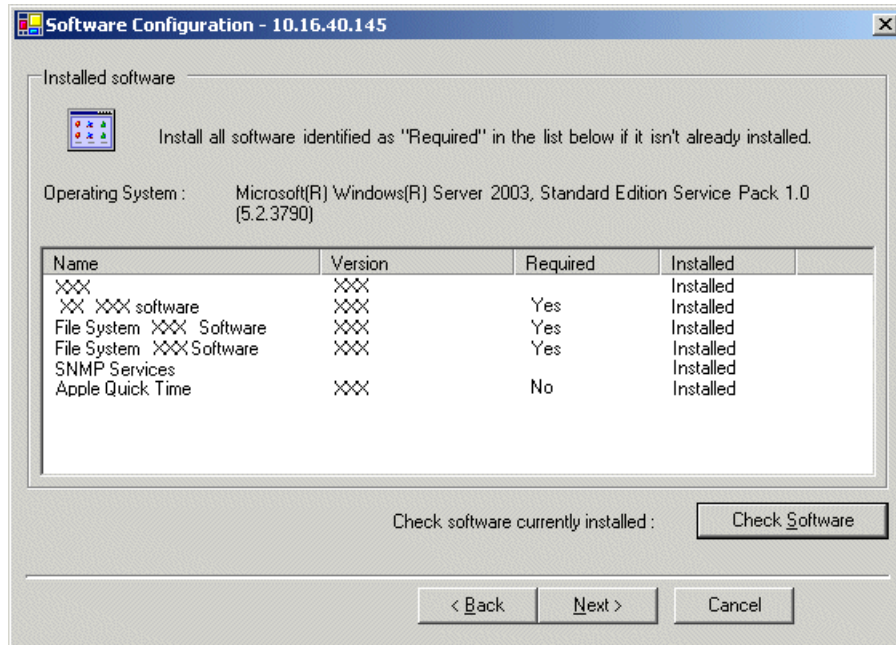 Software Configuration - 10.16.40.145
Installed software
Install all software identified as "Required" in the list below if it isn't already installed.
Operating System : Microsoft(R) Windows(R) Server 2003, Standard Edition Service Pack 1.0
(5.2.3790)
Name Version Required Installed
XXX XXX Installed
XX XXX software XXX Yes Installed
File System XXX Software XXX Yes Installed
File System XXX Software XXX Yes Installed
SNMP Services Installed
Apple Quick Time XXX No Installed
Check software currently installed : Check Software
< Back Next > Cancel